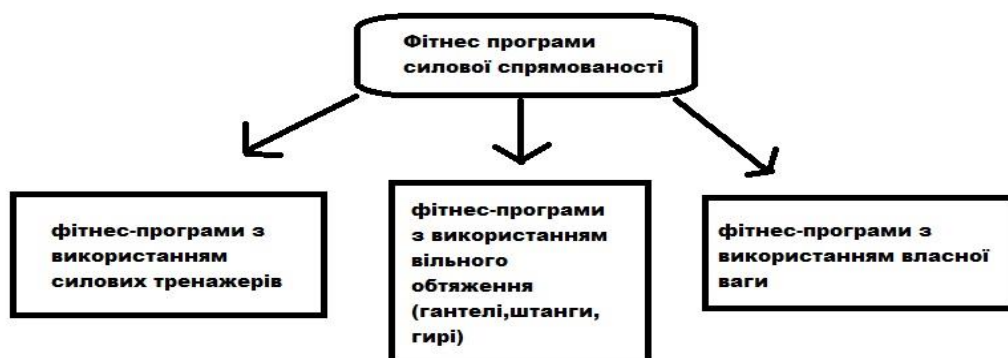 Фітнес програми
силової спрямованості
фітнес-програми з
використанням
силових тренажерів
фітнес-програми
з використанням
вільного
обтяження
(гантелі,штанги,
гирі)
фітнес-програми з
використанням власної
ваги